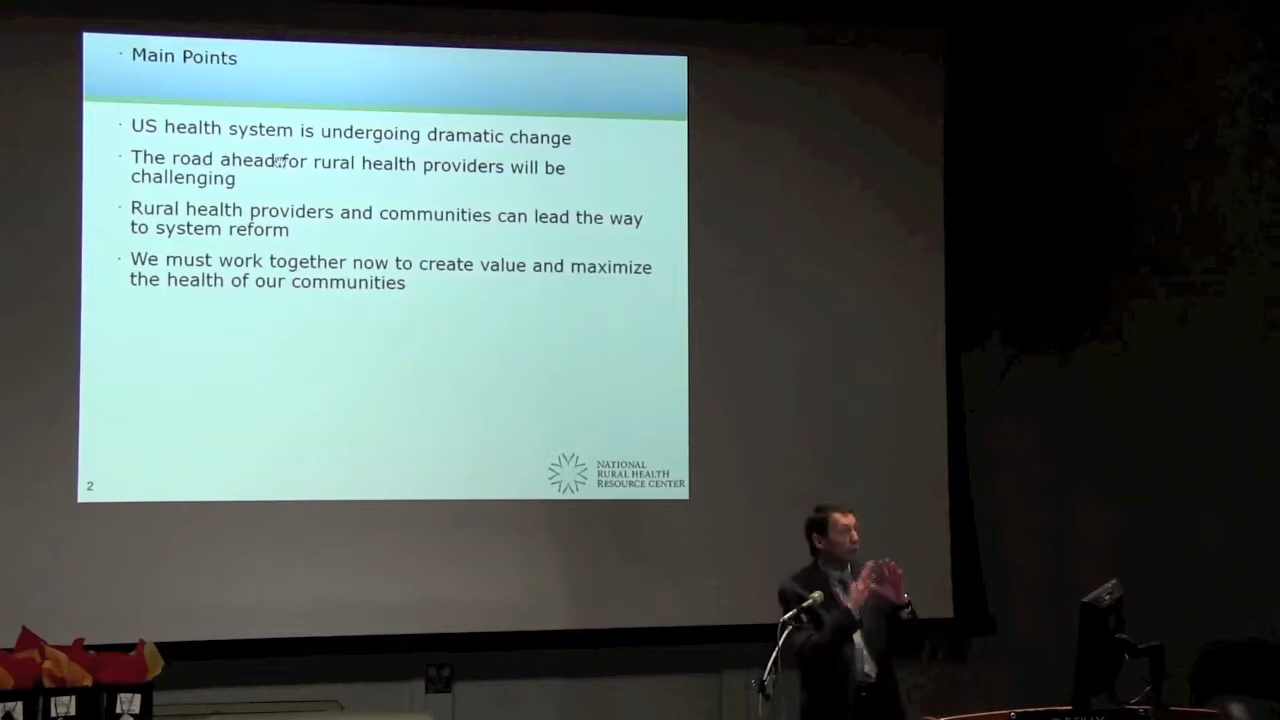 Main Points
US health system is undergoing dramatic change
The road ahead for rural health providers will be
challenging
Rural health providers and communities can lead the way
to system reform
We must work together now to create value and maximize
the health of our communities
2
NATIONAL
RURAL HEALTH
RESOURCE CENTER